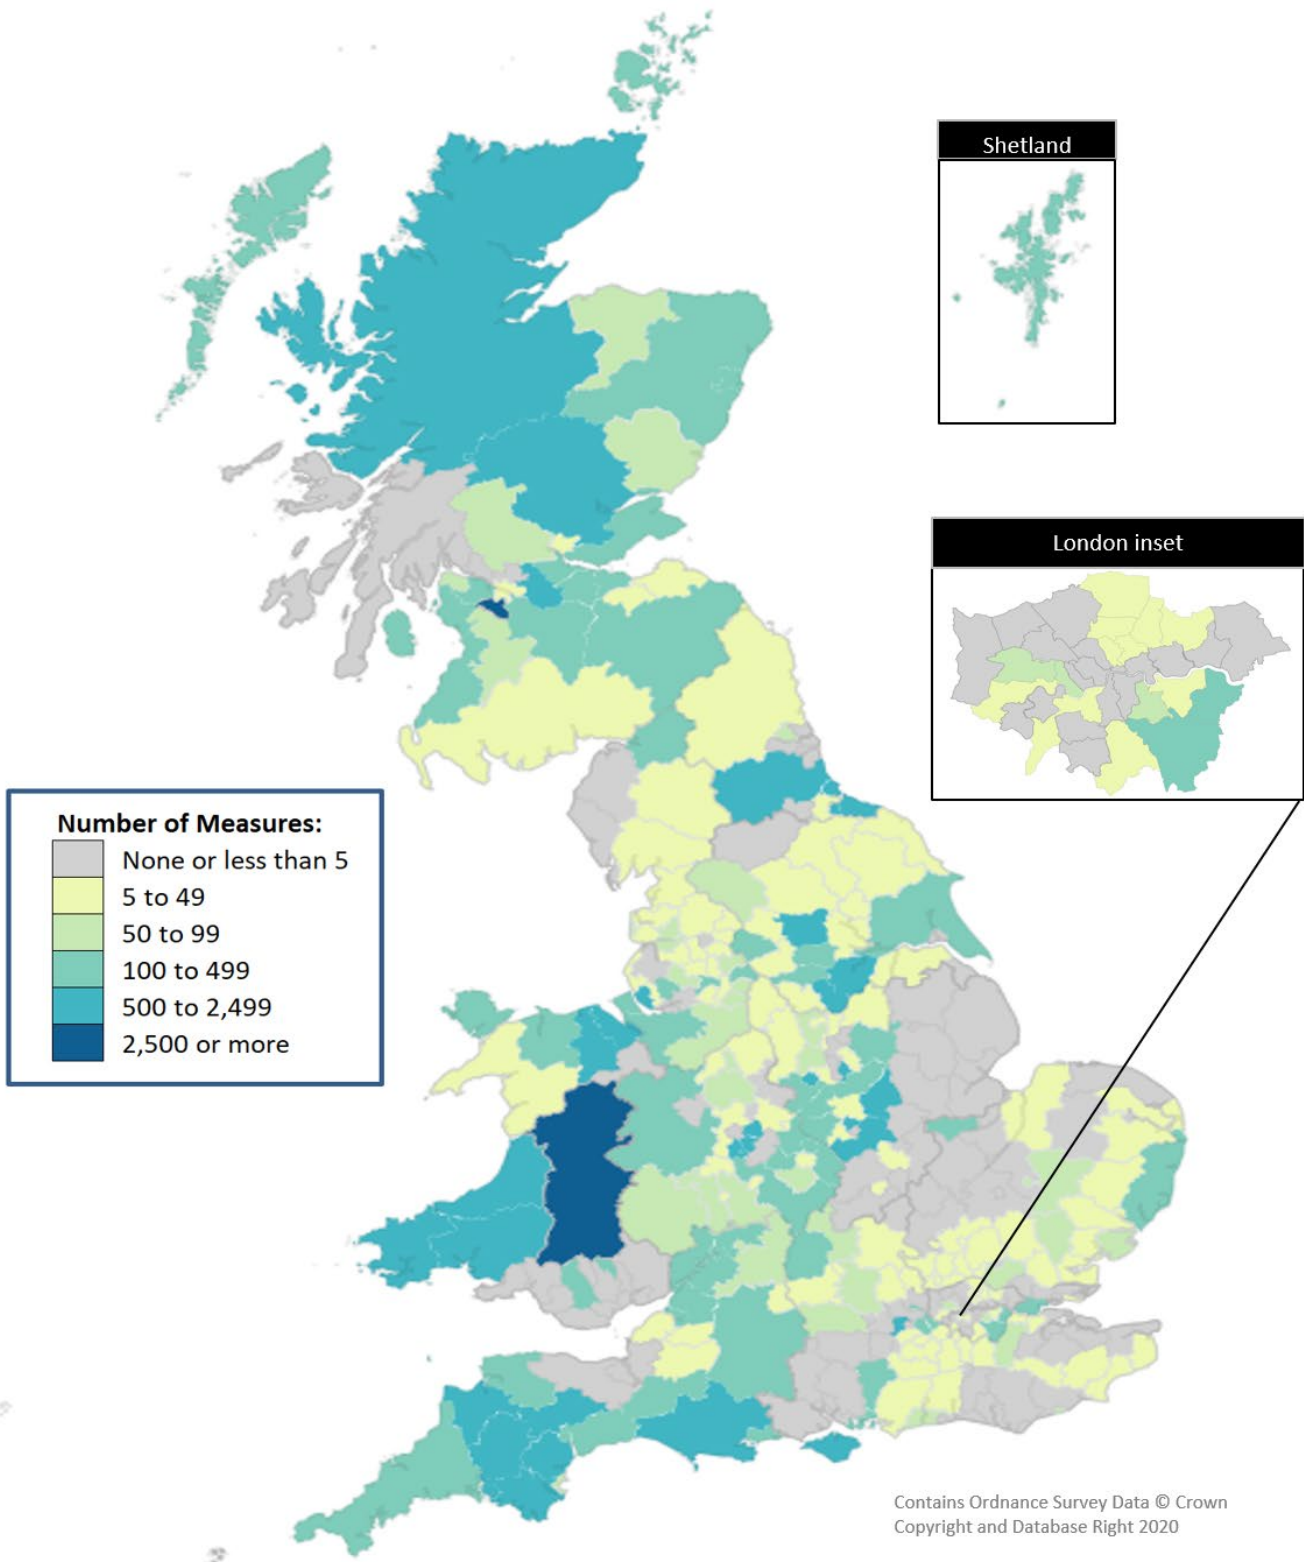 Shetland
London inset
Number of Measures:
None or less than 5
5 to 49
50 to 99
100 to 499
500 to 2,499
2,500 or more
Contains Ordnance Survey Data © Crown
Copyright and Database Right 2020